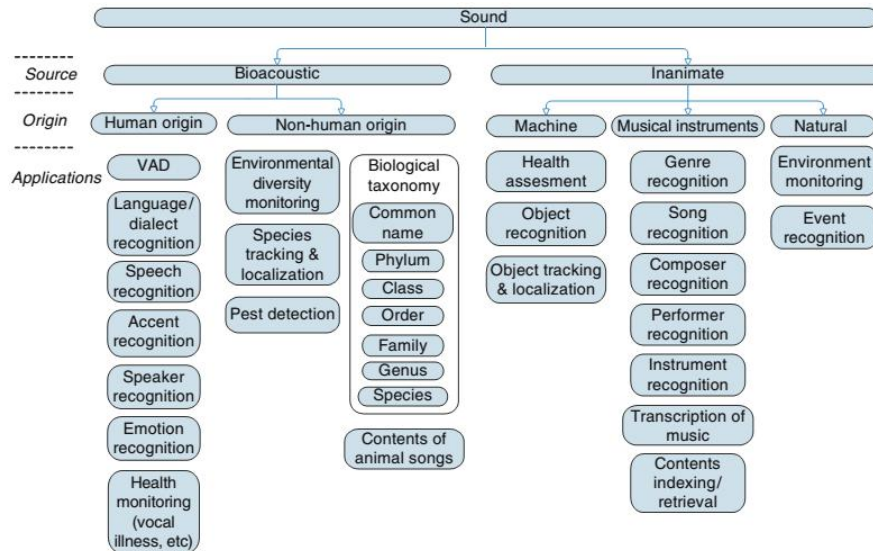 Sound
Source
Bioacoustic
Inanimate
Origin
Human origin
Non-human origin
Machine
Musical instruments
Natural
Applications
VAD
Language/
dialect
recognition
Speech
recognition
Accent
recognition
Speaker
recognition
Emotion
recognition
Health
monitoring
(vocal
illness, etc)
Environmental
diversity
monitoring
Species
tracking &
localization
Pest detection
Biological
taxonomy
Common
name
Phylum
Class
Order
Family
Genus
Species
Contents of
animal songs
Health
assesment
Object
recognition
Object tracking
& localization
Genre
recognition
Song
recognition
Composer
recognition
Performer
recognition
Instrument
recognition
Transcription of
music
Contents
indexing/
retrieval
Environment
monitoring
Event
recognition